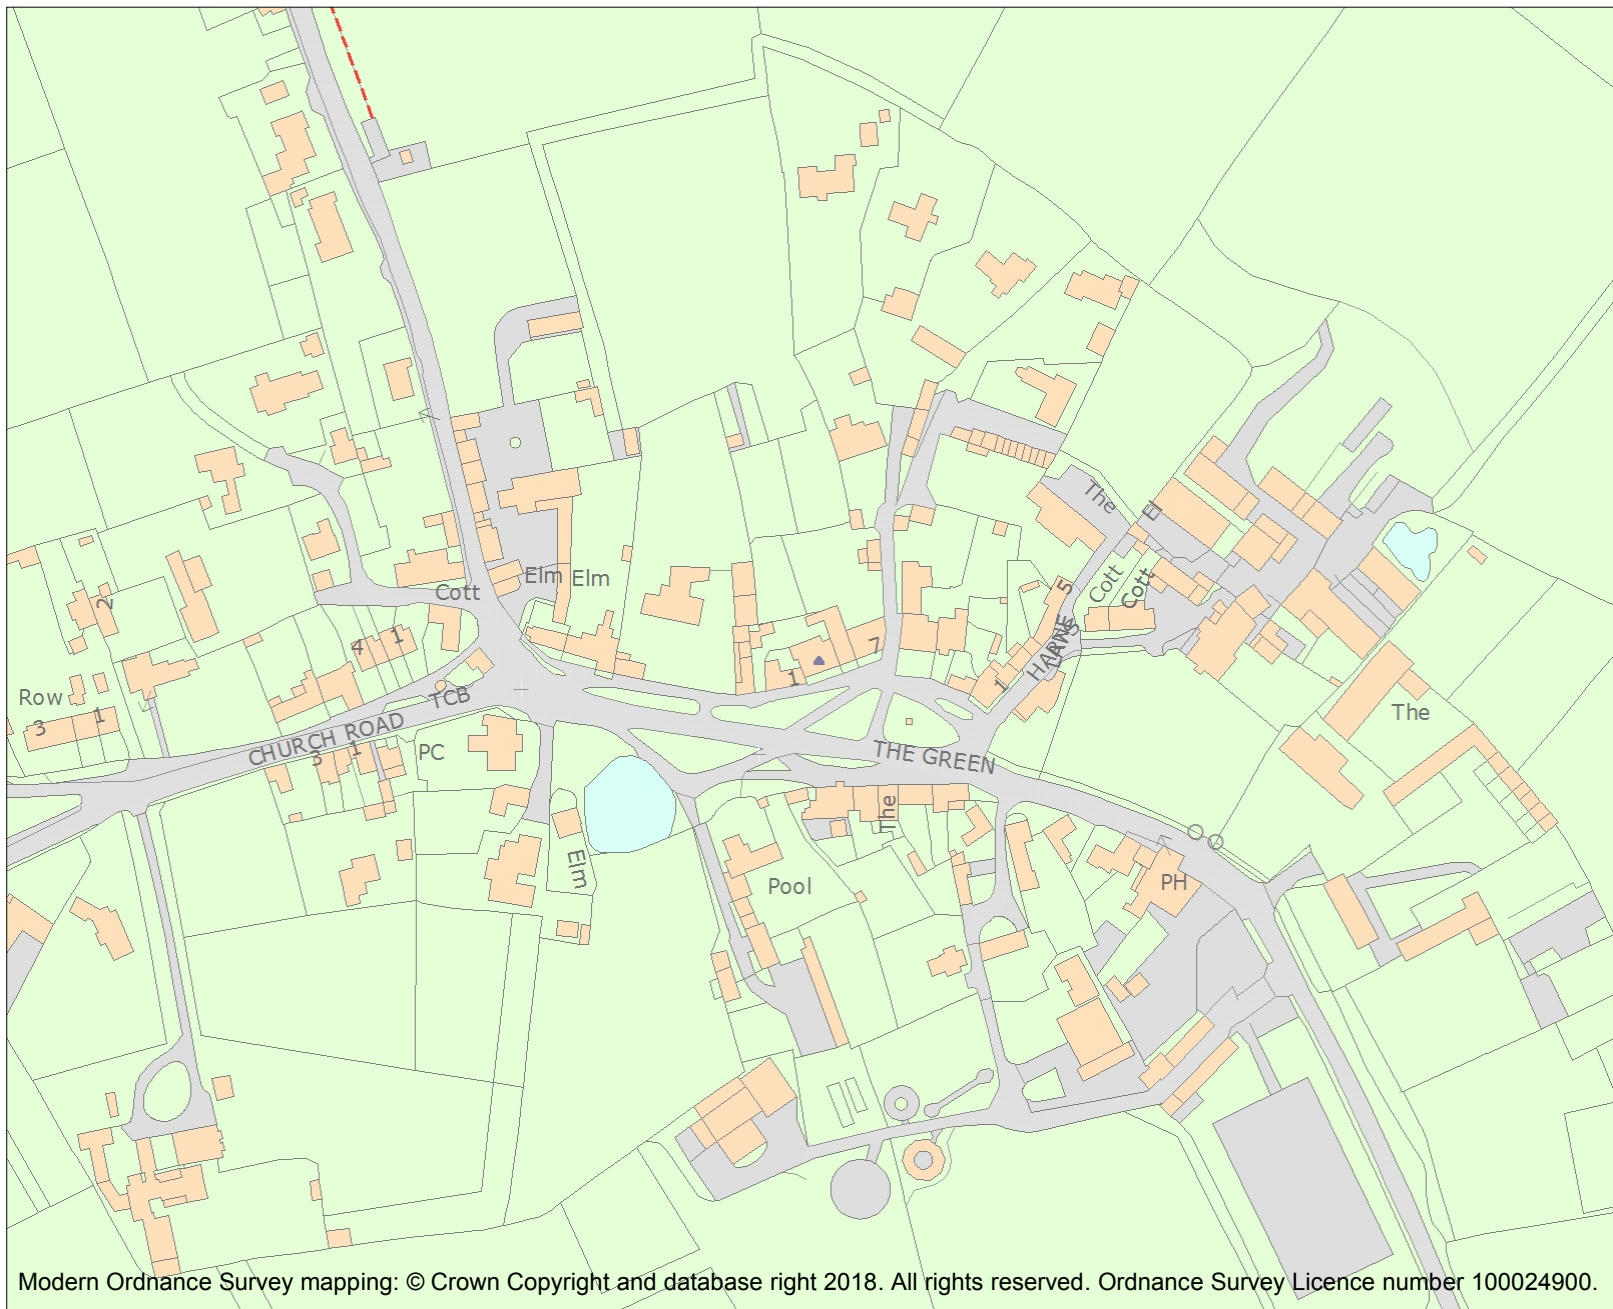 The
El
5
Elm Elm
Cott
Cott
Cott
2
4
1
7
5
HARNE
1
1
Row
3
1
TCB
CHURCH ROAD
3
1
PC
THE GREEN
The
The
Elm
Pool
PH
Modern Ordnance Survey mapping: © Crown Copyright and database right 2018. All rights reserved. Ordnance Survey Licence number 100024900.